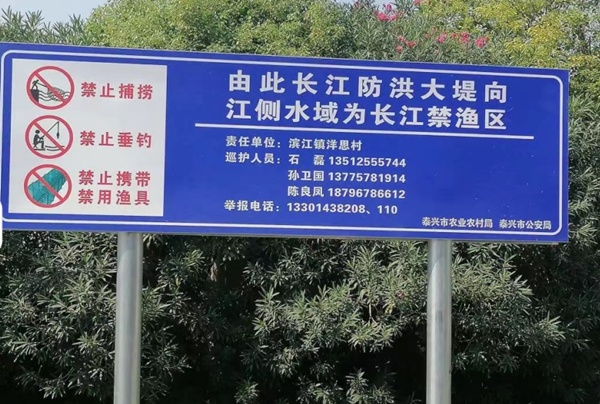 禁止捕捞
禁止垂钓
禁止携带
禁用渔具
由此长江防洪大堤向
江侧水域为长江禁渔区
责任单位：滨江镇洋思村
巡护人员：石 磊 13512555744
孙卫国 13775781914
陈良凤 18796786612
举报电话：13301438208、110
泰兴市农业农村局 泰兴市公安局